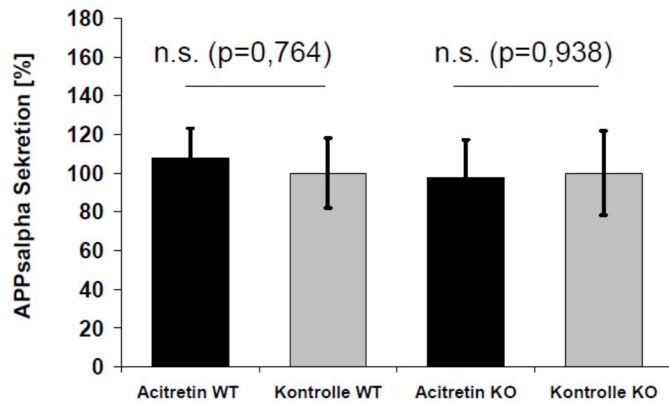 APPsalpha Sekretion [%]
180
160
140
120
100
80
60
40
20
0
n.s. (p=0,764)
n.s. (p=0,938)
Acitretin WT
Kontrolle WT
Acitretin KO
Kontrolle KO